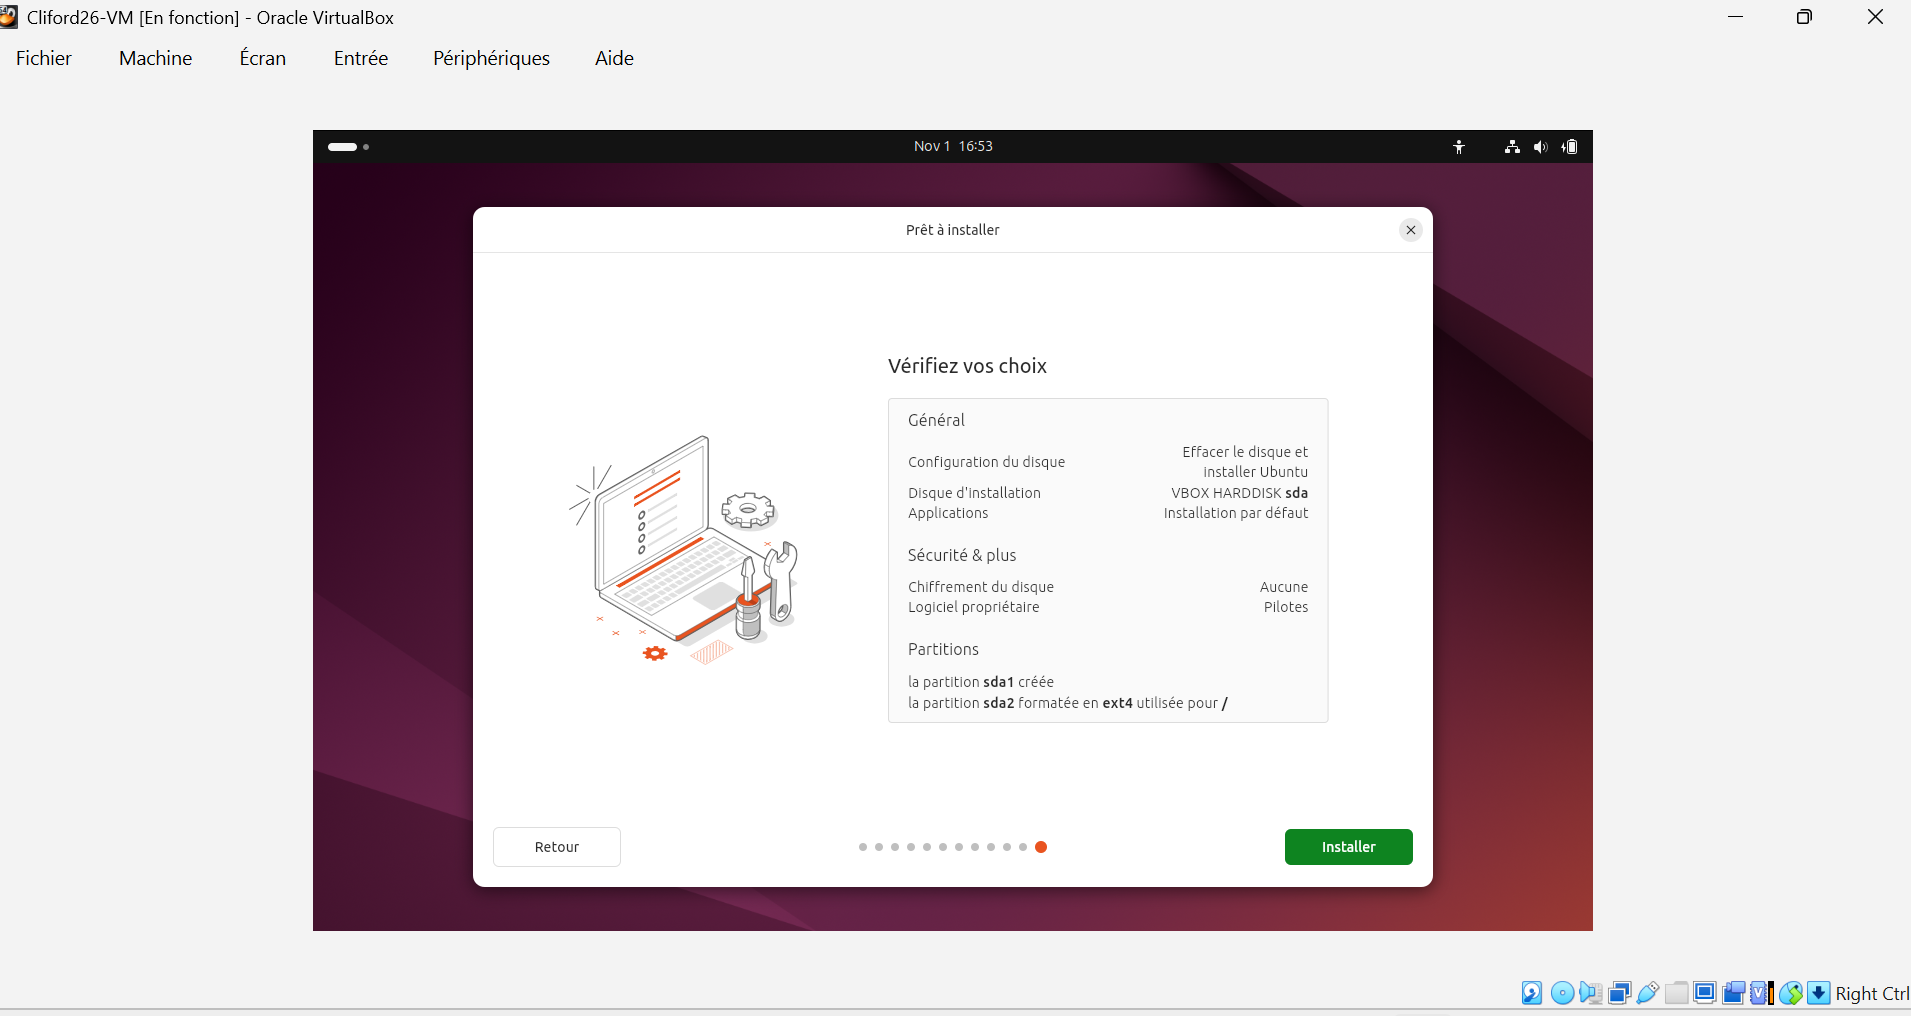 Cliford26-VM [En fonction] - Oracle VirtualBox
Fichier Machine Écran Entrée Périphériques Aide
Nov 1 16:53
Prêt à installer
Vérifiez vos choix
Général
Configuration du disque Effacer le disque et installer Ubuntu
Disque d'installation VBOX HARDDISK sda
Applications Installation par défaut
Sécurité & plus
Chiffrement du disque Aucune
Logiciel propriétaire Pilotes
Partitions
la partition sda1 créée
la partition sda2 formatée en ext4 utilisée pour /
Retour Installer
Right Ctrl